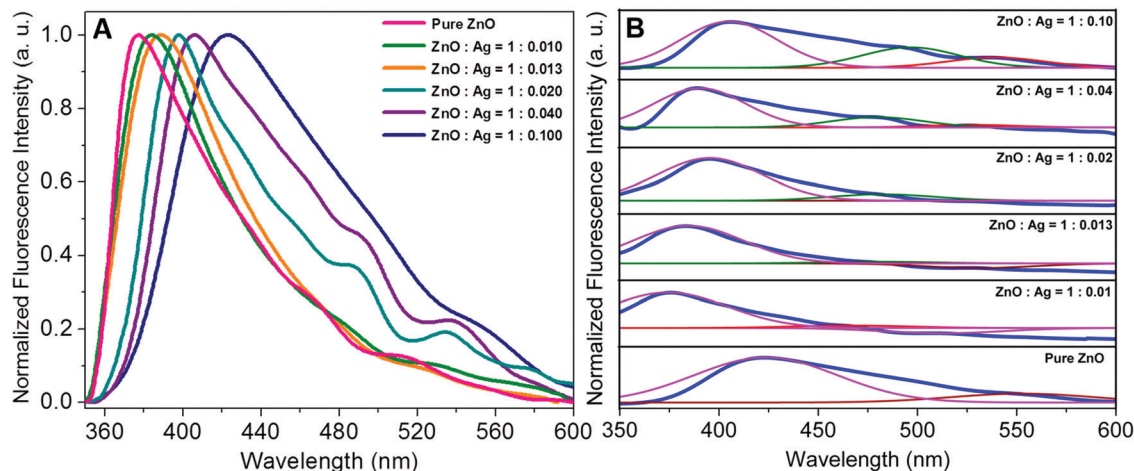 A
Pure ZnO
ZnO : Ag = 1 : 0.010
ZnO : Ag = 1 : 0.013
ZnO : Ag = 1 : 0.020
ZnO : Ag = 1 : 0.040
ZnO : Ag = 1 : 0.100
Normalized Fluorescence Intensity (a. u.)
1.0
0.8
0.6
0.4
0.2
0.0
360 400 440 480 520 560 600
Wavelength (nm)
B
ZnO : Ag = 1 : 0.10
ZnO : Ag = 1 : 0.04
ZnO : Ag = 1 : 0.02
ZnO : Ag = 1 : 0.013
ZnO : Ag = 1 : 0.01
Pure ZnO
Normalized Fluorescence Intensity (a. u.)
350 400 450 500 550 600
Wavelength (nm)